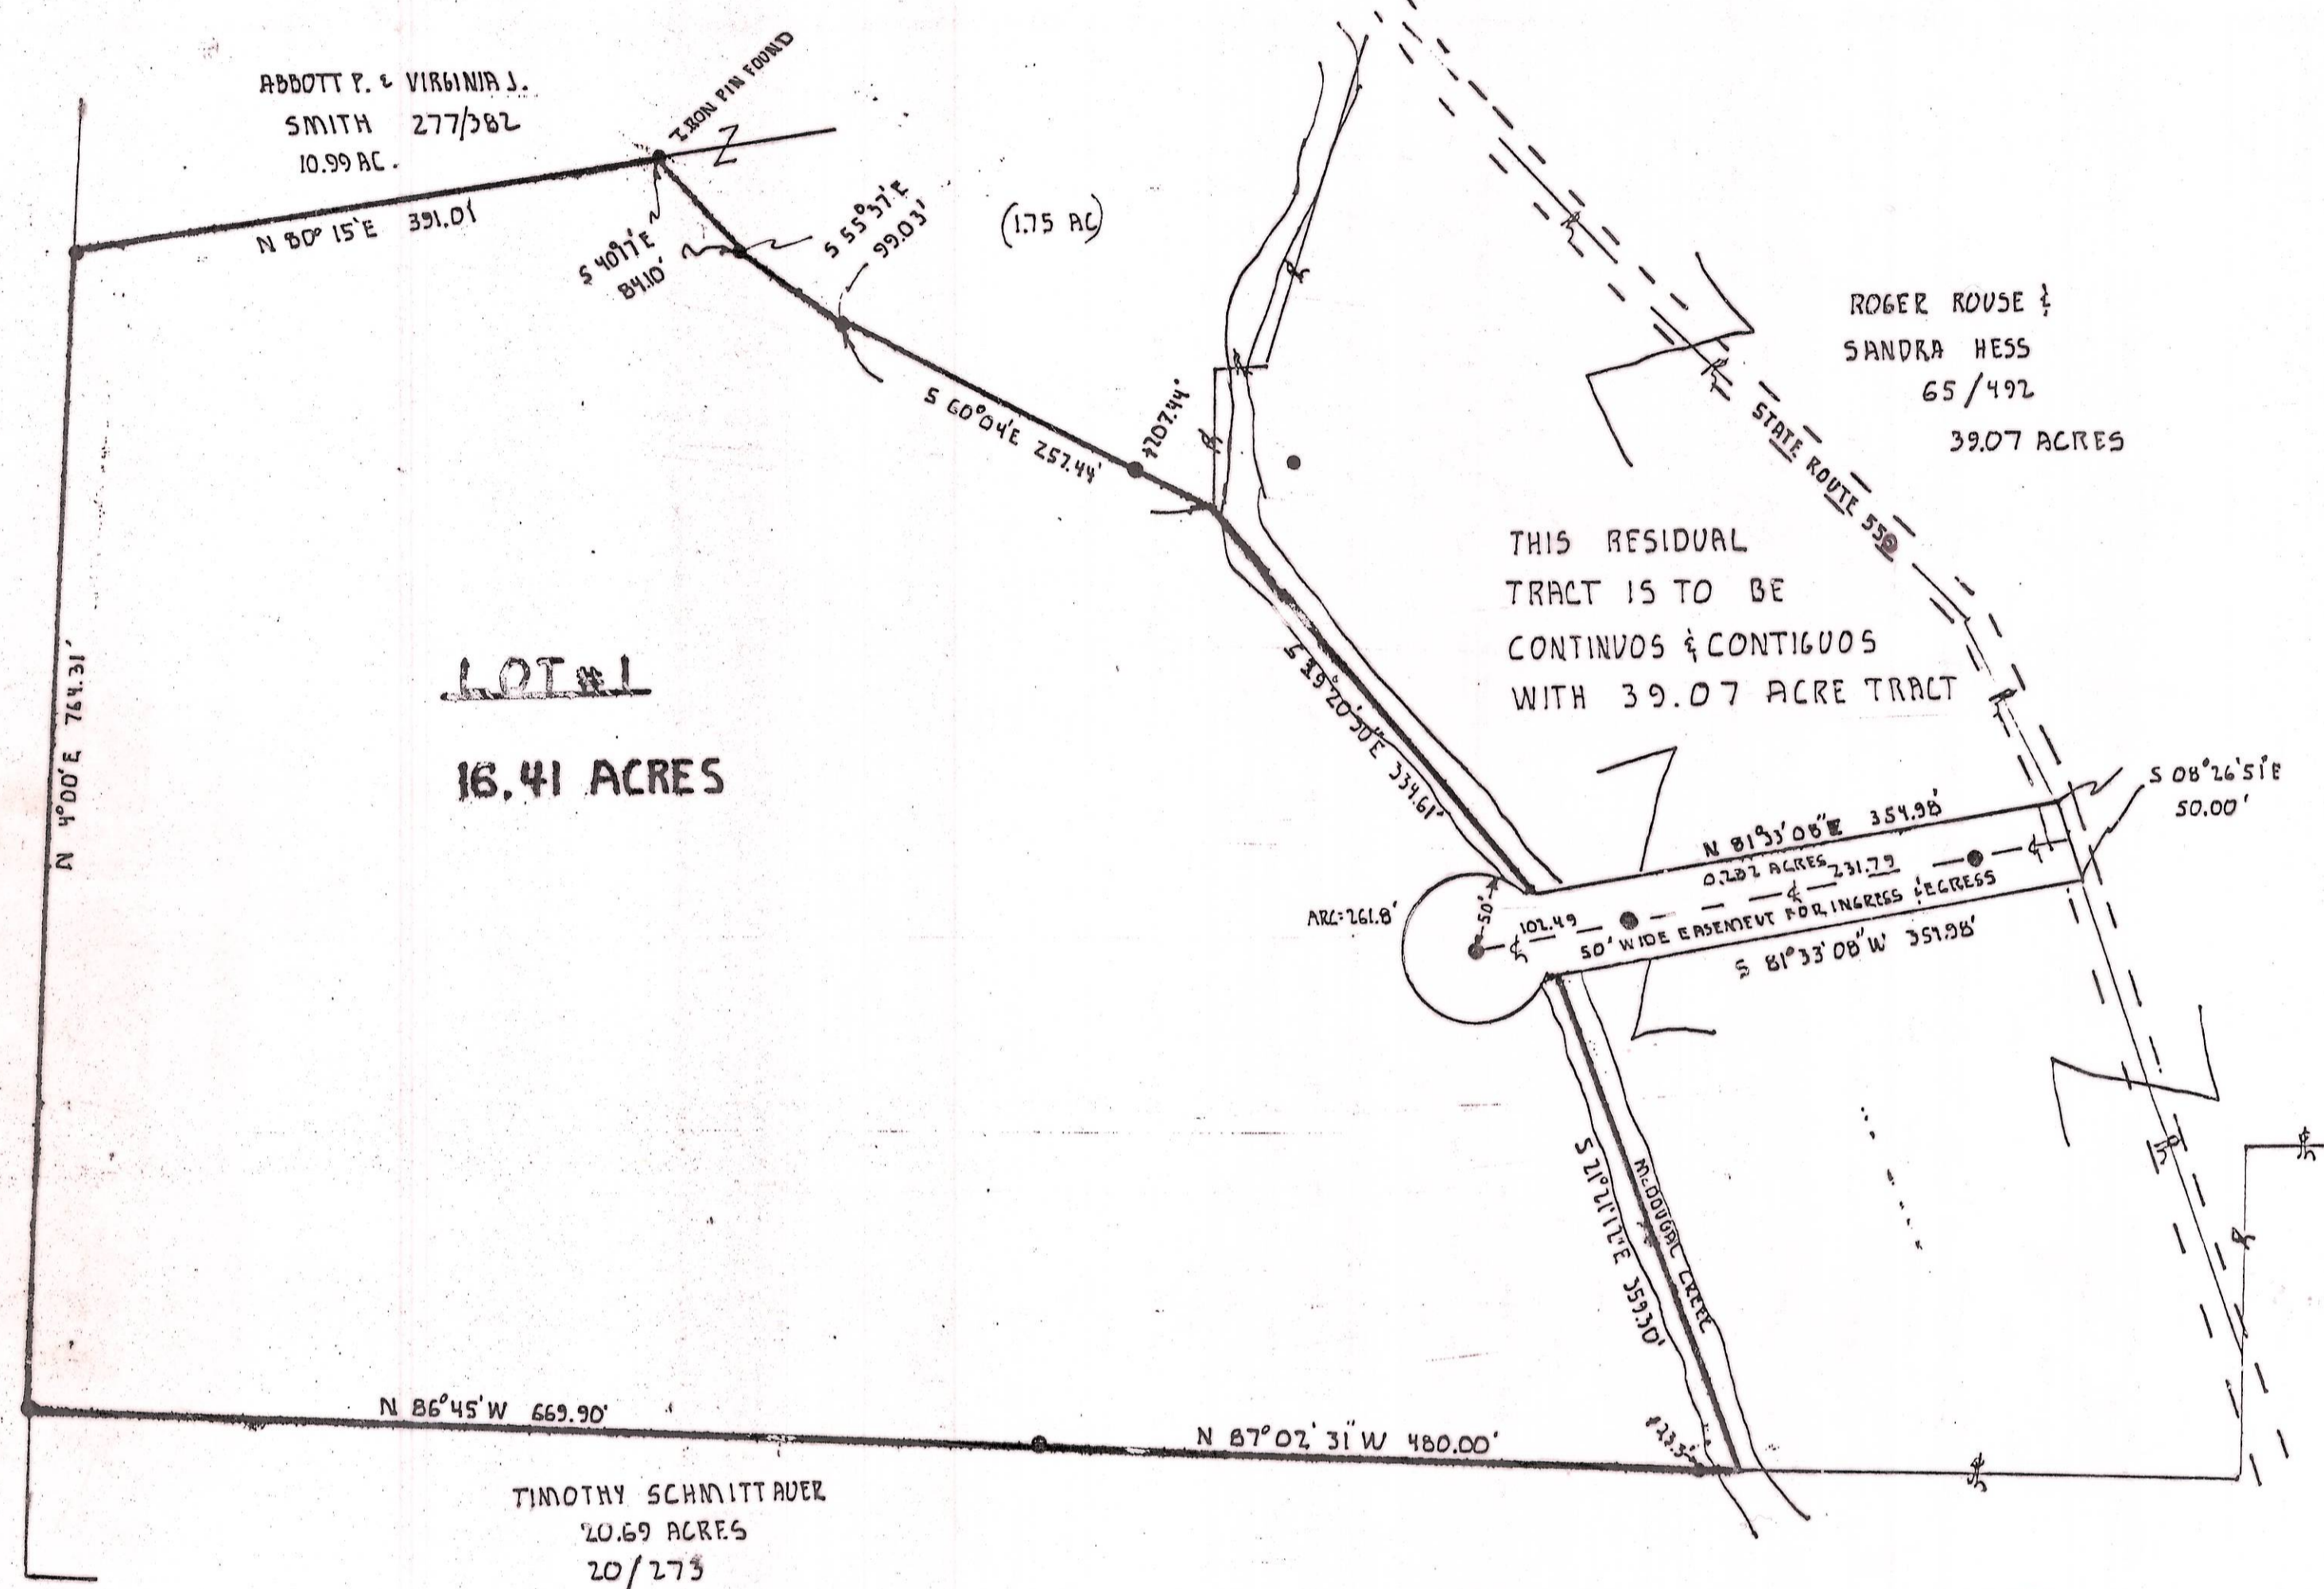 ABBOTT P. & VIRGINIA J.
SMITH 277/382
10.99 AC.
IRON PIN FOUND
N 80° 15' E 391.01'
84.10'
S 55° 37' E
99.03'
(1.75 AC)
S 60° 04' E 257.44'
+207.44'
ROGER ROUSE &
SANDRA HESS
65/492
39.07 ACRES
STATE ROUTE 550
THIS RESIDUAL
TRACT IS TO BE
CONTINUOS & CONTIGUOS
WITH 39.07 ACRE TRACT
LOT #1
16.41 ACRES
N 4° 00' E 764.31'
S 39° 20' 30" E 334.61'
S 08° 26' 51" E
50.00'
N 81° 33' 08" E 354.98'
0.282 ACRES
231.79
102.49
50' WIDE EASEMENT FOR INGRESS & EGRESS
S 81° 33' 08" W 351.98'
ARC=261.8'
50'
359.30'
McDOUGAL CREEK
N 86° 45' W 669.90'
N 87° 02' 31" W 480.00'
TIMOTHY SCHMITTAUER
20.69 ACRES
20/273